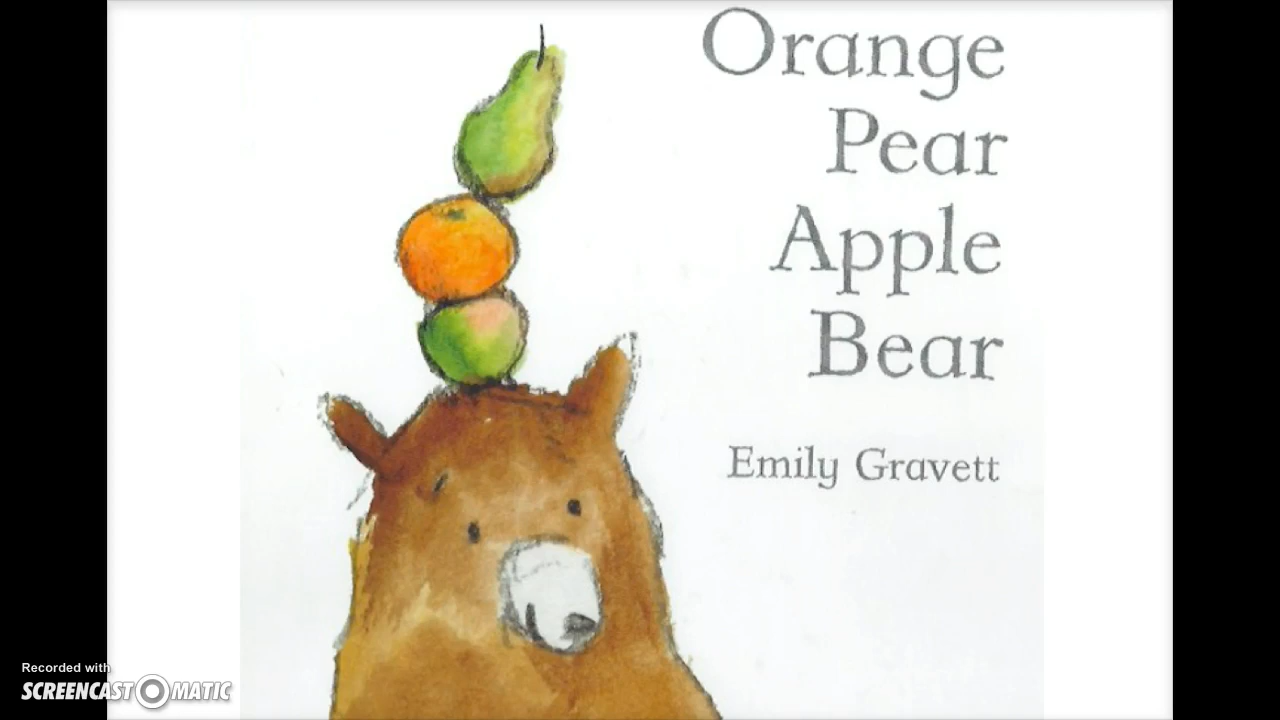 Orange
Pear
Apple
Bear
Emily Gravett
Recorded with
SCREENCAST O MATIC